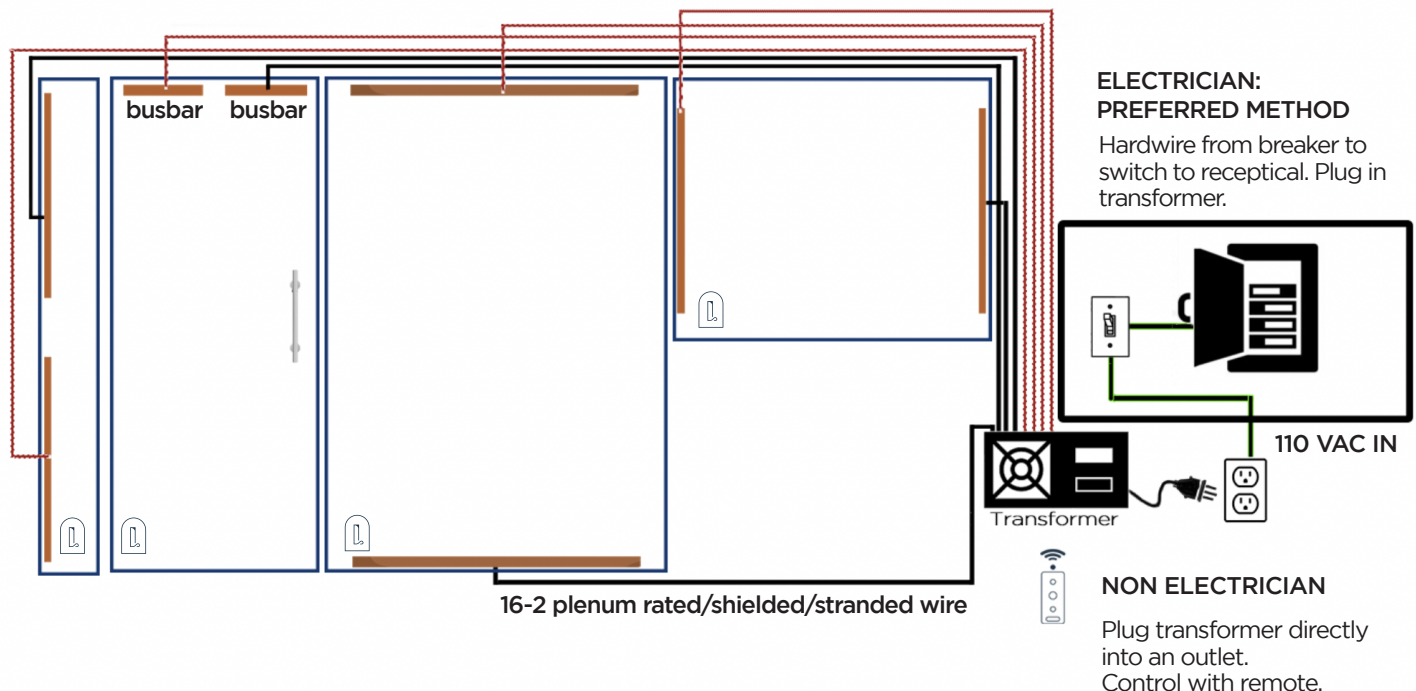 ELECTRICIAN:
PREFERRED METHOD
Hardwire from breaker to
switch to receptical. Plug in
transformer.
busbar
busbar
110 VAC IN
Transformer
16-2 plenum rated/shielded/stranded wire
NON ELECTRICIAN
Plug transformer directly
into an outlet.
Control with remote.